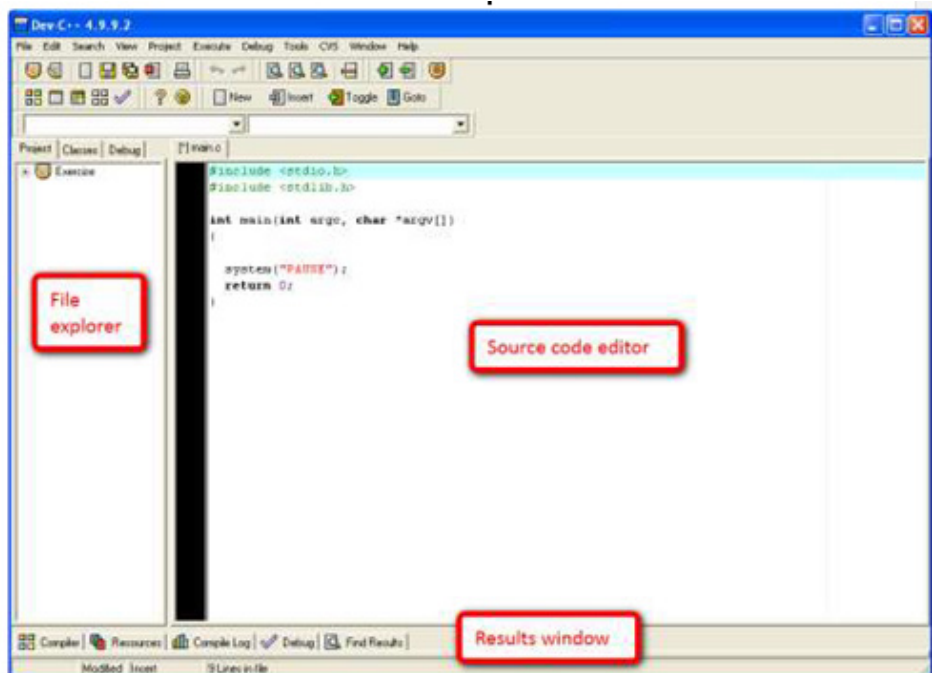 Dev-C++ 4.9.9.2
File Edit Search View Project Execute Debug Tools CVS Window Help
New Insert Toggle Goto
Project Classes Debug [*] main.c
Exercise
#include <stdio.h>
#include <stdlib.h>
int main(int argc, char *argv[])
{
system("PAUSE");
return 0;
}
File
explorer
Source code editor
Results window
Compiler Resources Compile Log Debug Find Results
Modified Insert 9 Lines in file